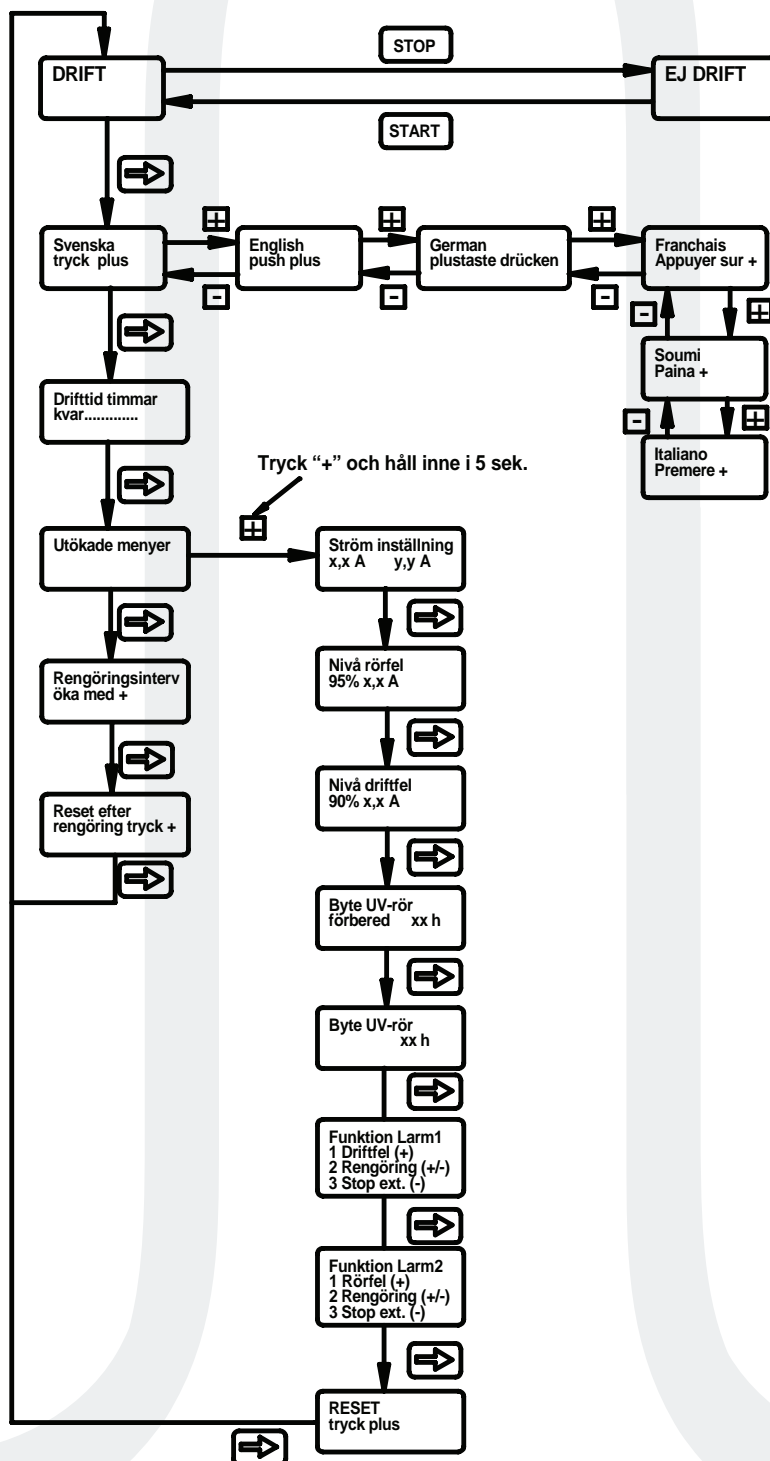 STOP
DRIFT
EJ DRIFT
START
+
+
+
Svenska
tryck plus
English
push plus
German
plustaste drücken
Franchais
Appuyer sur +
-
-
-
-
+
Soumi
Paina +
Drifttid timmar
kvar.............
-
+
Italiano
Premere +
Tryck “+” och håll inne i 5 sek.
+
Utökade menyer
Ström inställning
x,x A y,y A
Rengöringsinterv
öka med +
Nivå rörfel
95% x,x A
Reset efter
rengöring tryck +
Nivå driftfel
90% x,x A
Byte UV-rör
förbered xx h
Byte UV-rör
xx h
Funktion Larm1
1 Driftfel (+)
2 Rengöring (+/-)
3 Stop ext. (-)
Funktion Larm2
1 Rörfel (+)
2 Rengöring (+/-)
3 Stop ext. (-)
RESET
tryck plus